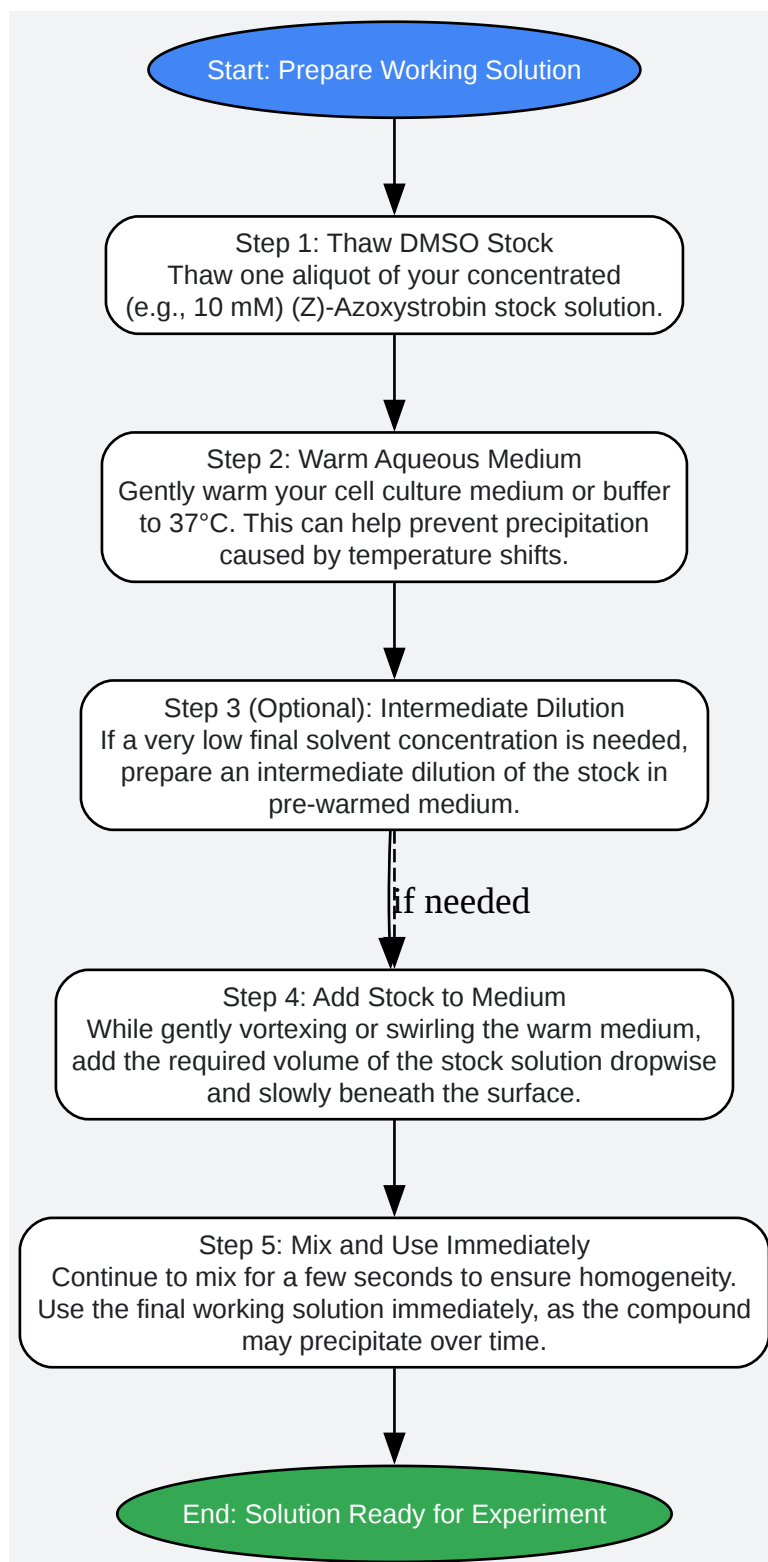 Start: Prepare Working Solution
Step 1: Thaw DMSO Stock
Thaw one aliquot of your concentrated
(e.g., 10 mM) (Z)-Azoxystrobin stock solution.
Step 2: Warm Aqueous Medium
Gently warm your cell culture medium or buffer
to 37°C. This can help prevent precipitation
caused by temperature shifts.
Step 3 (Optional): Intermediate Dilution
If a very low final solvent concentration is needed,
prepare an intermediate dilution of the stock in
pre-warmed medium.
if needed
Step 4: Add Stock to Medium
While gently vortexing or swirling the warm medium,
add the required volume of the stock solution dropwise
and slowly beneath the surface.
Step 5: Mix and Use Immediately
Continue to mix for a few seconds to ensure homogeneity.
Use the final working solution immediately, as the compound
may precipitate over time.
End: Solution Ready for Experiment